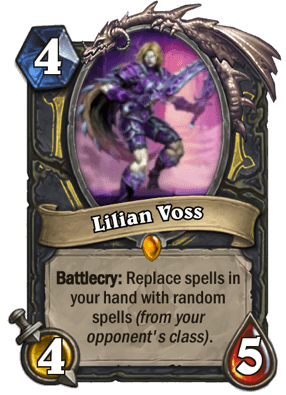 4
Lilian Voss
Battlecry: Replace spells in
your hand with random
spells (from your
opponent's class).
4
5